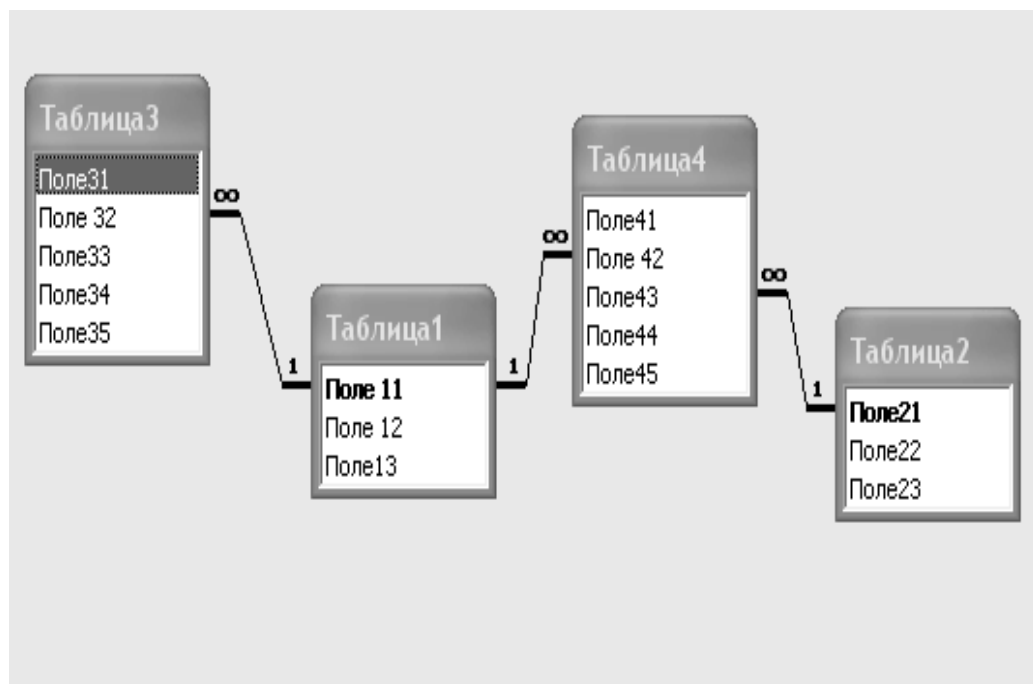 Таблица3
Поле31
Поле 32
Поле33
Поле34
Поле35
∞
1
Таблица1
Поле 11
Поле 12
Поле13
1
∞
Таблица4
Поле41
Поле 42
Поле43
Поле44
Поле45
∞
1
Таблица2
Поле21
Поле22
Поле23